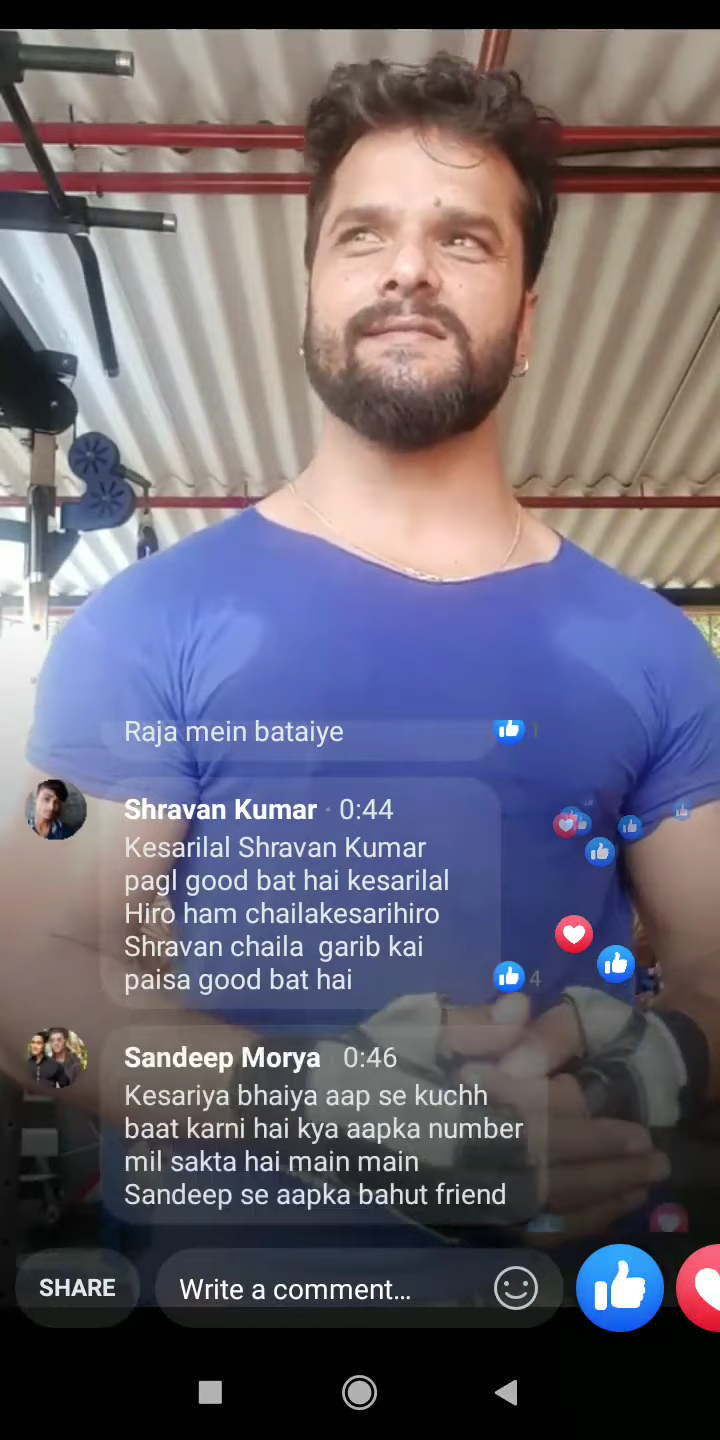 Raja mein bataiye
1
Shravan Kumar · 0:44
Kesarilal Shravan Kumar
pagl good bat hai kesarilal
Hiro ham chailakesarihiro
Shravan chaila garib kai
paisa good bat hai
4
Sandeep Morya 0:46
Kesariya bhaiya aap se kuchh
baat karni hai kya aapka number
mil sakta hai main main
Sandeep se aapka bahut friend
SHARE
Write a comment...